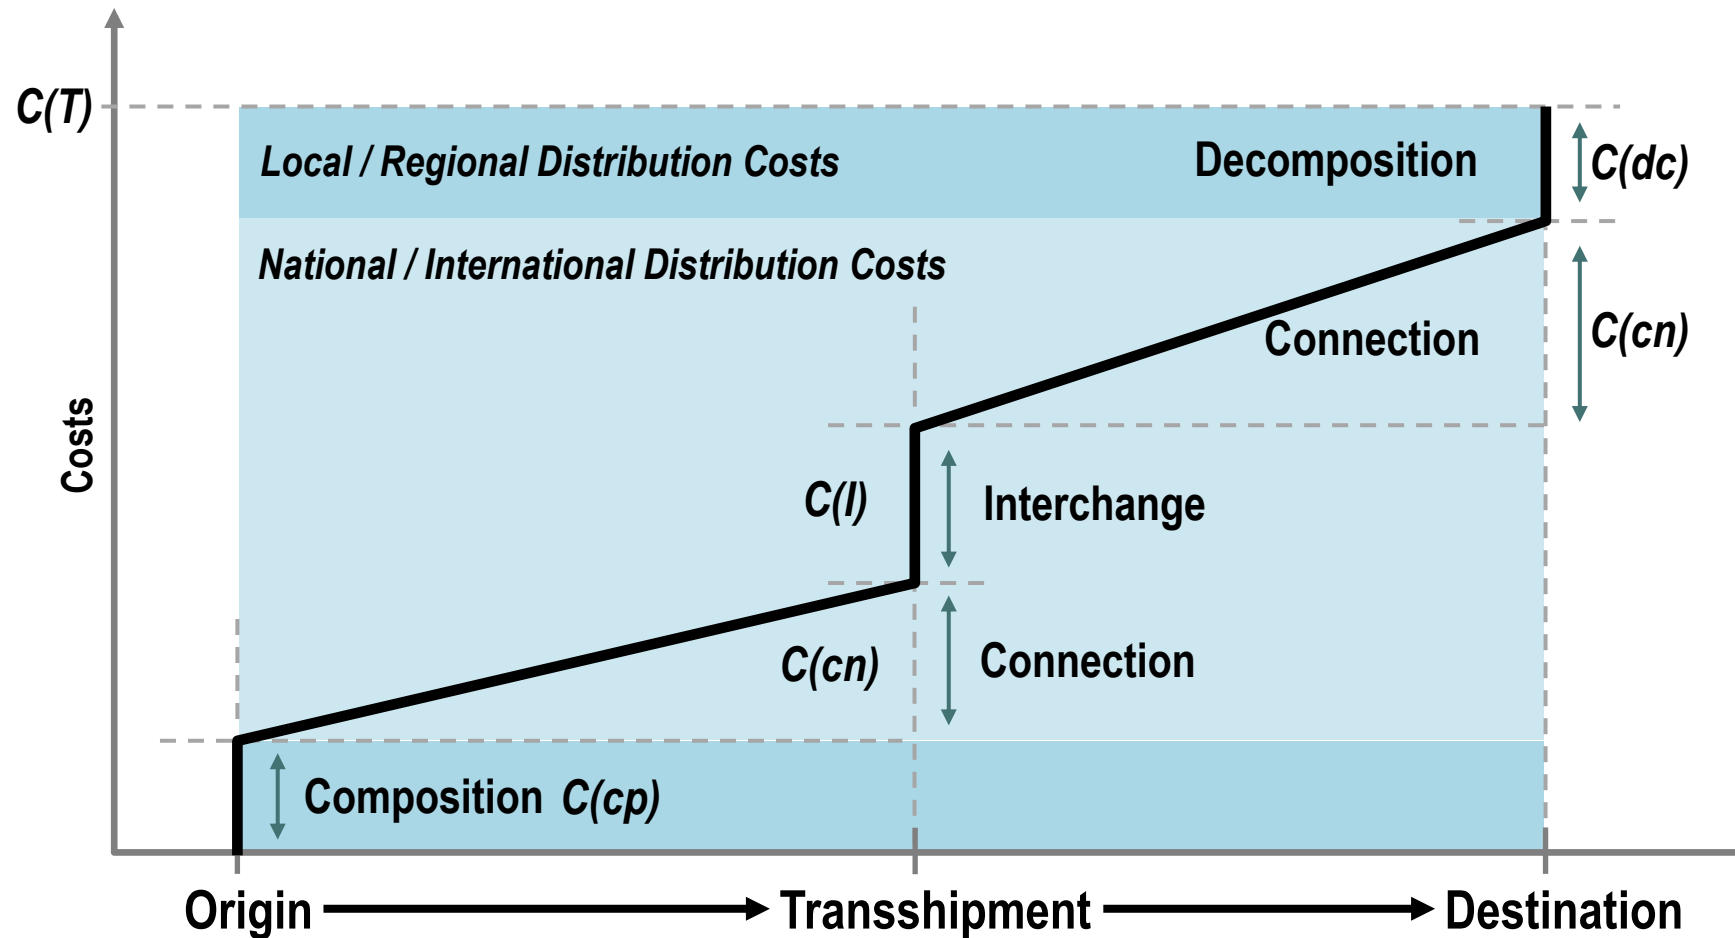 C(T)
Local / Regional Distribution Costs
Decomposition
C(dc)
National / International Distribution Costs
Connection
C(cn)
Costs
C(I)
Interchange
C(cn)
Connection
Composition C(cp)
Origin
Transshipment
Destination